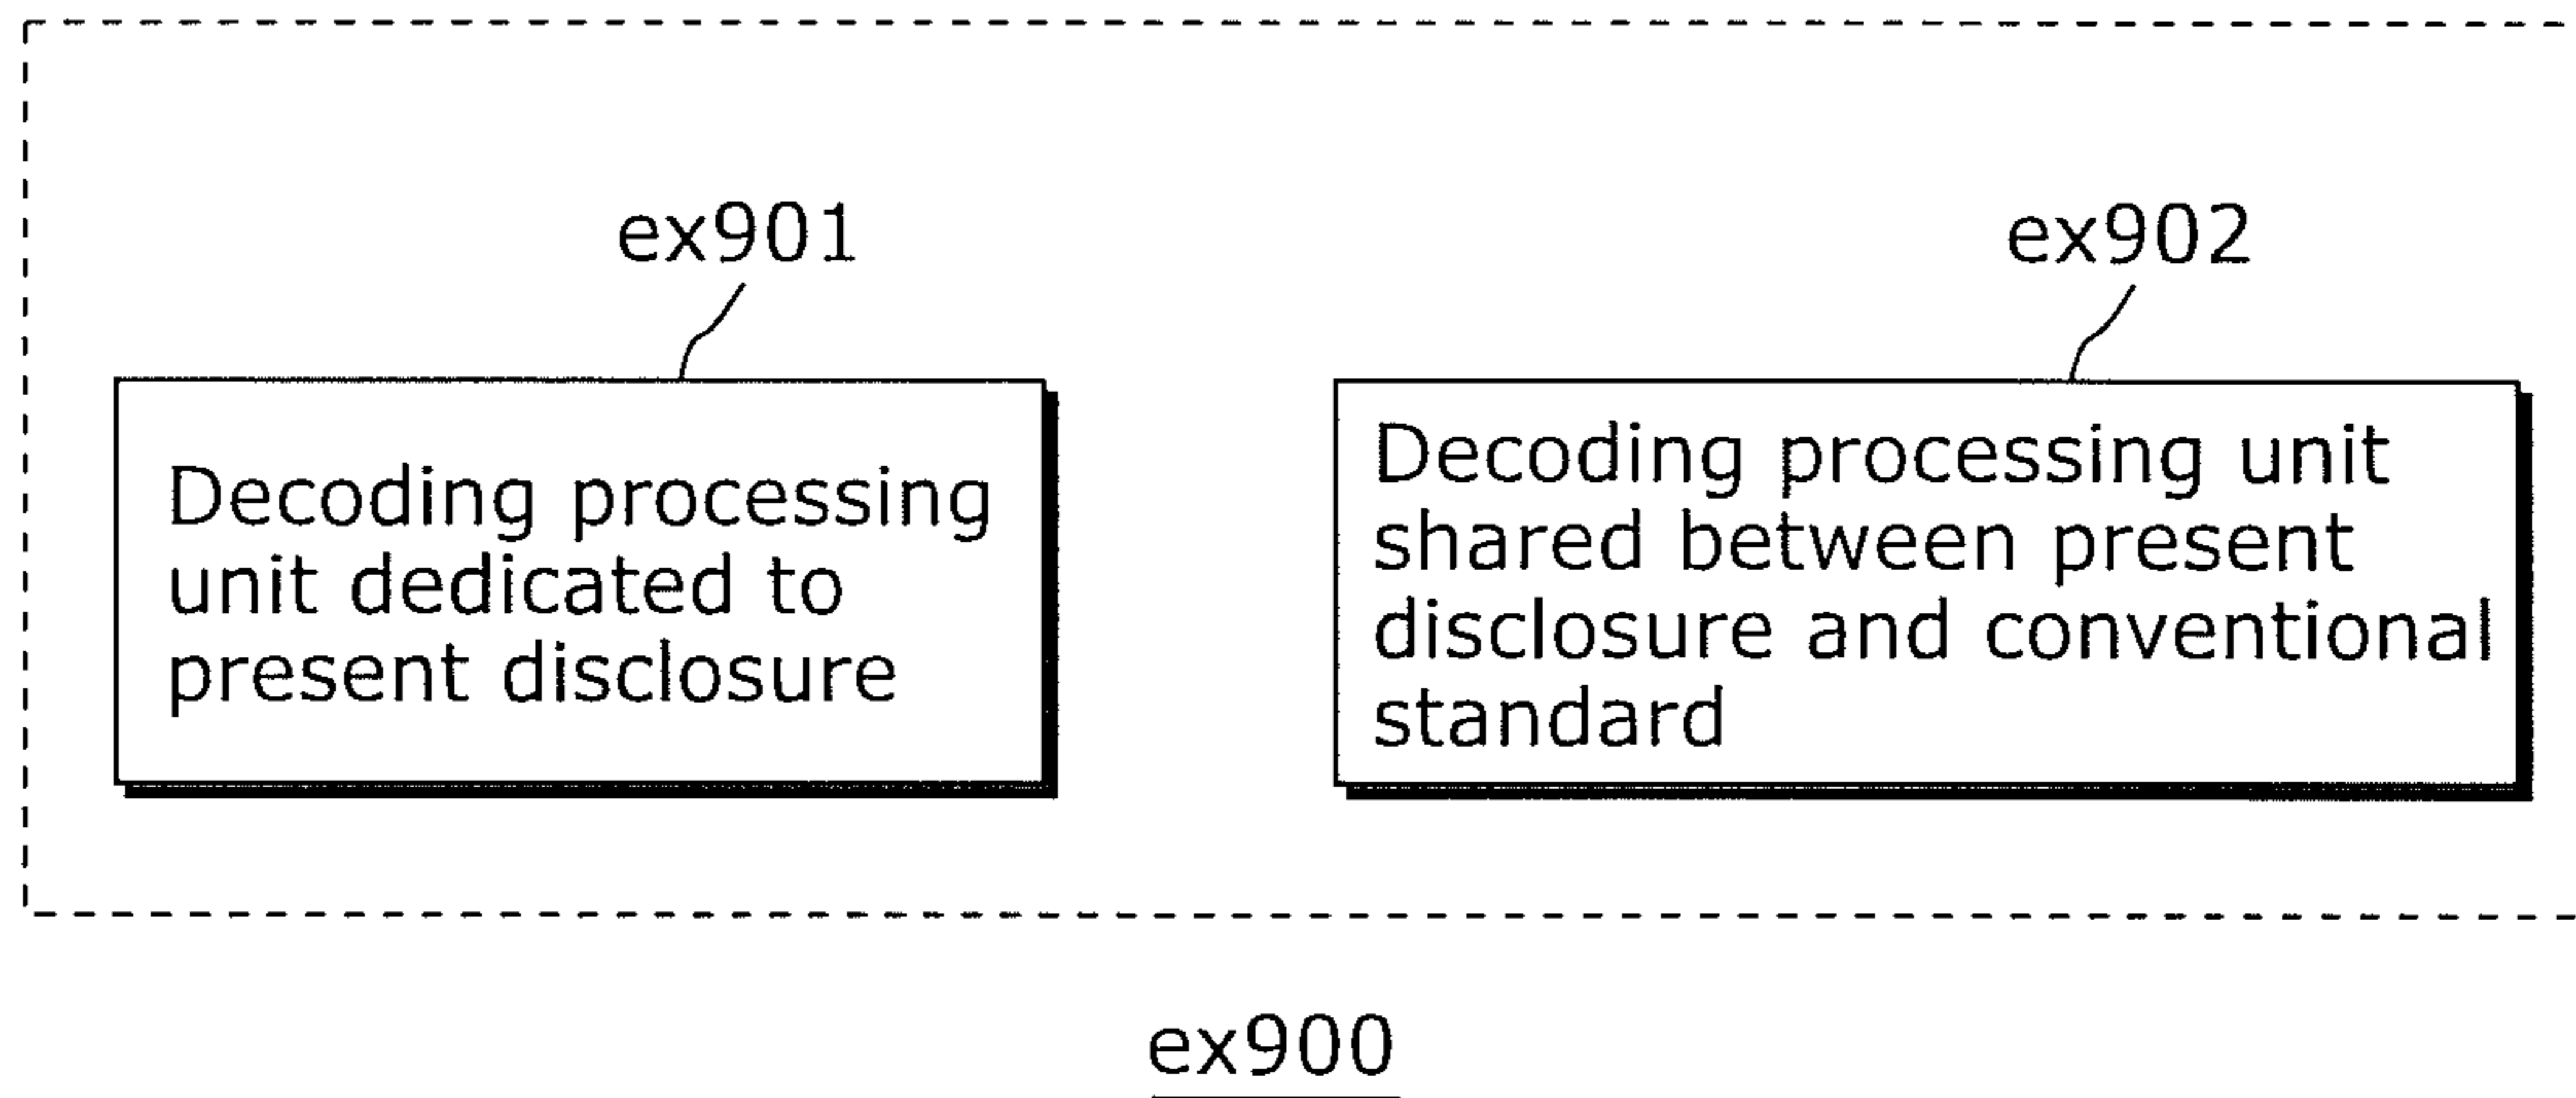 ex901
ex902
Decoding processing
unit dedicated to
present disclosure
Decoding processing unit
shared between present
disclosure and conventional
standard
ex900